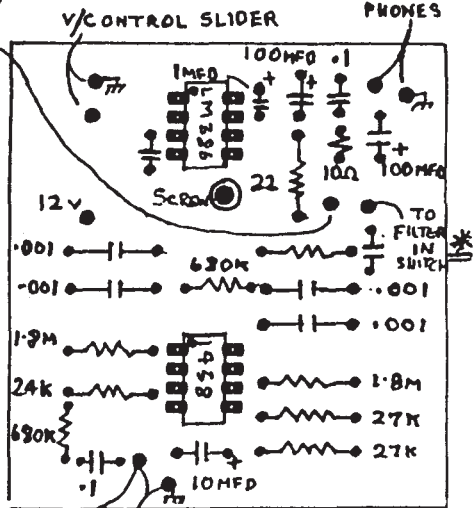 V/CONTROL SLIDER
PHONES
100MFD
.1
1MFD
+
+
LM386
22
10Ω
+
100MFD
SCREW
12V
TO
FILTER
IN
SWITCH
*
.001
680K
.001
.001
.001
1.8M
1458
24K
1.8M
680K
27K
27K
.1
+
10MFD